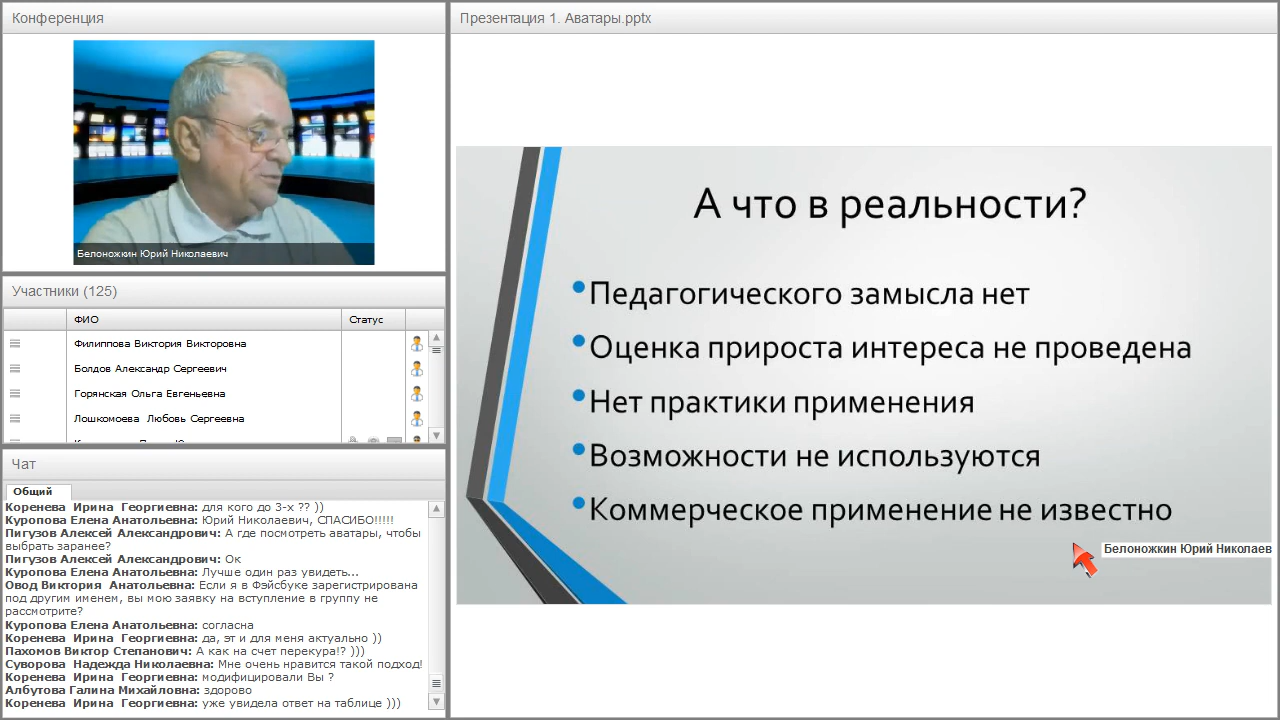 Конференция
Белоножкин Юрий Николаевич
Участники (125)
ФИО Статус
Филиппова Виктория Викторовна
Болдов Александр Сергеевич
Горянская Ольга Евгеньевна
Лошкомоева Любовь Сергеевна
Чат
Общий
Коренева Ирина Георгиевна: для кого до 3-х ?? ))
Куропова Елена Анатольевна: Юрий Николаевич, СПАСИБО!!!!!
Пигузов Алексей Александрович: А где посмотреть аватары, чтобы
выбрать заранее?
Пигузов Алексей Александрович: Ок
Куропова Елена Анатольевна: Лучше один раз увидеть...
Овод Виктория Анатольевна: Если я в Фэйсбуке зарегистрирована
под другим именем, вы мою заявку на вступление в группу не
рассмотрите?
Куропова Елена Анатольевна: согласна
Коренева Ирина Георгиевна: да, эт и для меня актуально ))
Пахомов Виктор Степанович: А как на счет перекура!? )))
Суворова Надежда Николаевна: Мне очень нравится такой подход!
Коренева Ирина Георгиевна: модифицировали Вы ?
Албутова Галина Михайловна: здорово
Коренева Ирина Георгиевна: уже увидела ответ на таблице )))
Презентация 1. Аватары.pptx
А что в реальности?
•Педагогического замысла нет
•Оценка прироста интереса не проведена
•Нет практики применения
•Возможности не используются
•Коммерческое применение не известно
Белоножкин Юрий Николаев